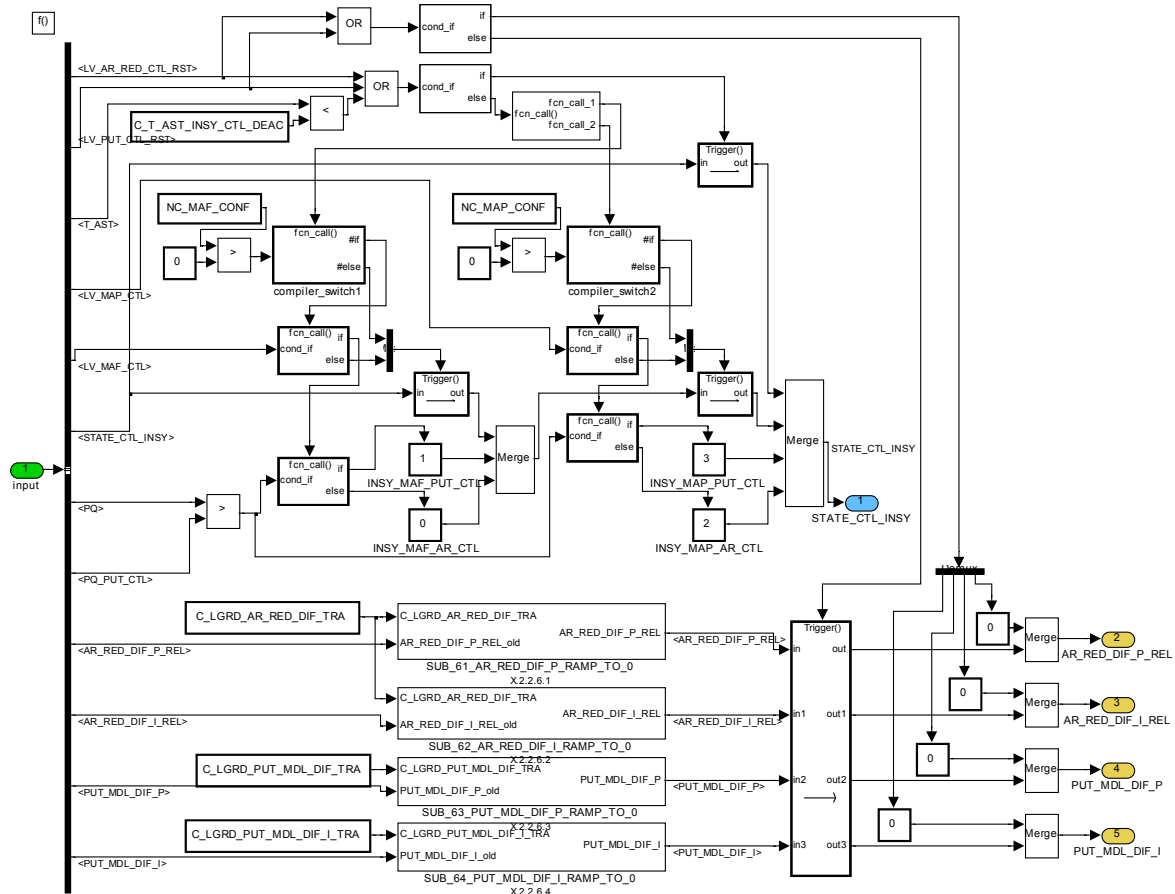 f()
OR
cond_if
if
else
<LV_AR_RED_CTL_RST>
OR
cond_if
if
else
fcn_call()
fcn_call_1
fcn_call_2
<
C_T_AST_INSY_CTL_DEAC
<LV_PUT_CTL_RST>
Trigger()
in
out
<T_AST>
NC_MAF_CONF
NC_MAP_CONF
0
>
fcn_call()
#if
#else
compiler_switch1
0
>
fcn_call()
#if
#else
compiler_switch2
<LV_MAP_CTL>
fcn_call()
cond_if
if
else
fcn_call()
cond_if
if
else
<LV_MAF_CTL>
Trigger()
in
out
Trigger()
in
out
<STATE_CTL_INSY>
fcn_call()
cond_if
if
else
Merge
fcn_call()
cond_if
if
else
Merge
STATE_CTL_INSY
1
input
1
INSY_MAF_PUT_CTL
3
INSY_MAP_PUT_CTL
1
STATE_CTL_INSY
<PQ>
>
0
INSY_MAF_AR_CTL
2
INSY_MAP_AR_CTL
<PQ_PUT_CTL>
C_LGRD_AR_RED_DIF_TRA
C_LGRD_AR_RED_DIF_TRA
AR_RED_DIF_P_REL_old
AR_RED_DIF_P_REL
<AR_RED_DIF_P_REL>
SUB_61_AR_RED_DIF_P_RAMP_TO_0
X.2.2.6.1
<AR_RED_DIF_P_REL>
Trigger()
in
out
0
Merge
2
AR_RED_DIF_P_REL
C_LGRD_AR_RED_DIF_TRA
AR_RED_DIF_I_REL_old
AR_RED_DIF_I_REL
<AR_RED_DIF_I_REL>
SUB_62_AR_RED_DIF_I_RAMP_TO_0
X.2.2.6.2
<AR_RED_DIF_I_REL>
in1
out1
0
Merge
3
AR_RED_DIF_I_REL
C_LGRD_PUT_MDL_DIF_TRA
C_LGRD_PUT_MDL_DIF_TRA
PUT_MDL_DIF_P_old
PUT_MDL_DIF_P
<PUT_MDL_DIF_P>
SUB_63_PUT_MDL_DIF_P_RAMP_TO_0
X.2.2.6.3
<PUT_MDL_DIF_P>
in2
out2
0
Merge
4
PUT_MDL_DIF_P
C_LGRD_PUT_MDL_DIF_I_TRA
C_LGRD_PUT_MDL_DIF_I_TRA
PUT_MDL_DIF_I_old
PUT_MDL_DIF_I
<PUT_MDL_DIF_I>
SUB_64_PUT_MDL_DIF_I_RAMP_TO_0
X.2.2.6.4
<PUT_MDL_DIF_I>
in3
out3
0
Merge
5
PUT_MDL_DIF_I